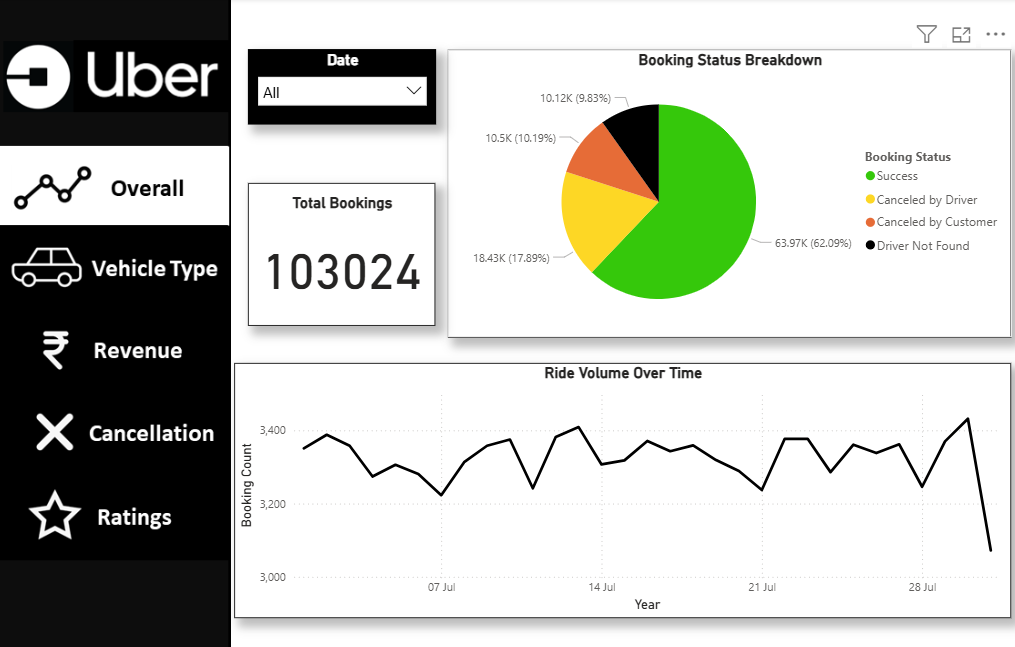 Uber
Overall
Vehicle Type
₹
Revenue
Cancellation
Ratings
Date
All
Total Bookings
103024
Booking Status Breakdown
10.12K (9.83%)
10.5K (10.19%)
18.43K (17.89%)
63.97K (62.09%)
Booking Status
Success
Canceled by Driver
Canceled by Customer
Driver Not Found
Ride Volume Over Time
Booking Count
3,400
3,200
3,000
07 Jul
14 Jul
21 Jul
28 Jul
Year